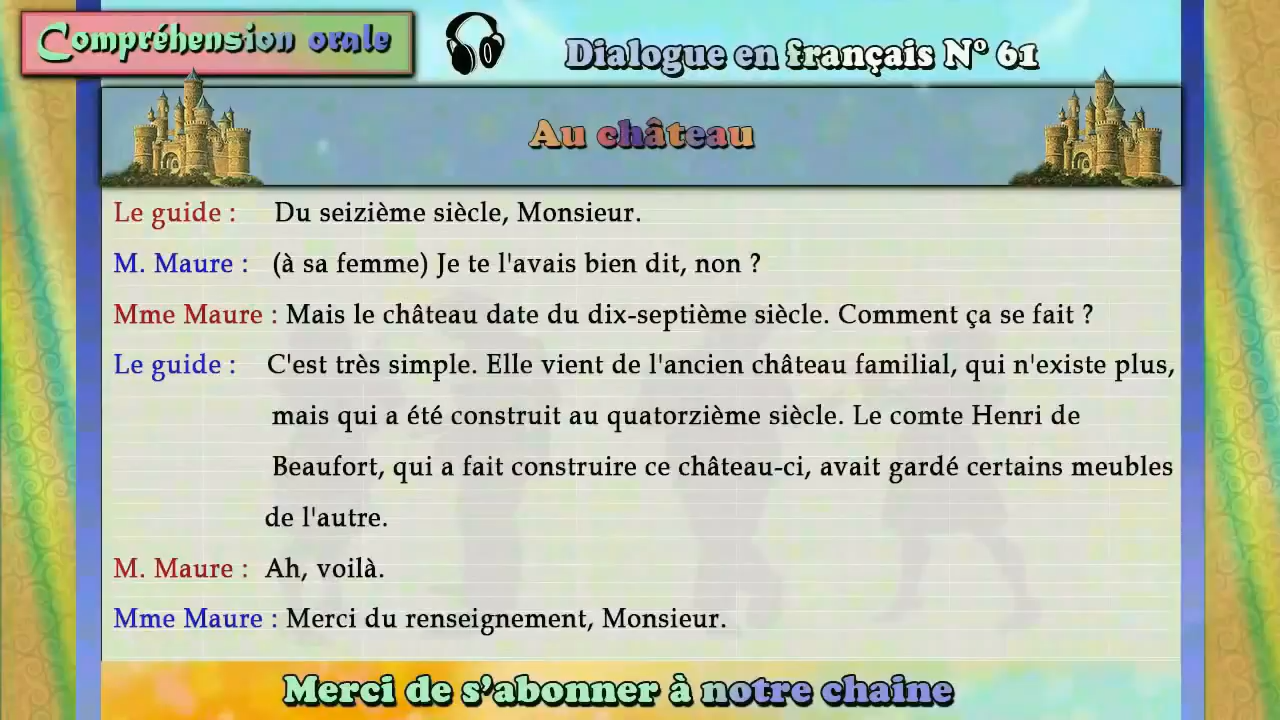 Compréhension orale
Dialogue en français Nº 61
Au château
Le guide : Du seizième siècle, Monsieur.
M. Maure : (à sa femme) Je te l'avais bien dit, non ?
Mme Maure : Mais le château date du dix-septième siècle. Comment ça se fait ?
Le guide : C'est très simple. Elle vient de l'ancien château familial, qui n'existe plus,
mais qui a été construit au quatorzième siècle. Le comte Henri de
Beaufort, qui a fait construire ce château-ci, avait gardé certains meubles
de l'autre.
M. Maure : Ah, voilà.
Mme Maure : Merci du renseignement, Monsieur.
Merci de s'abonner à notre chaine